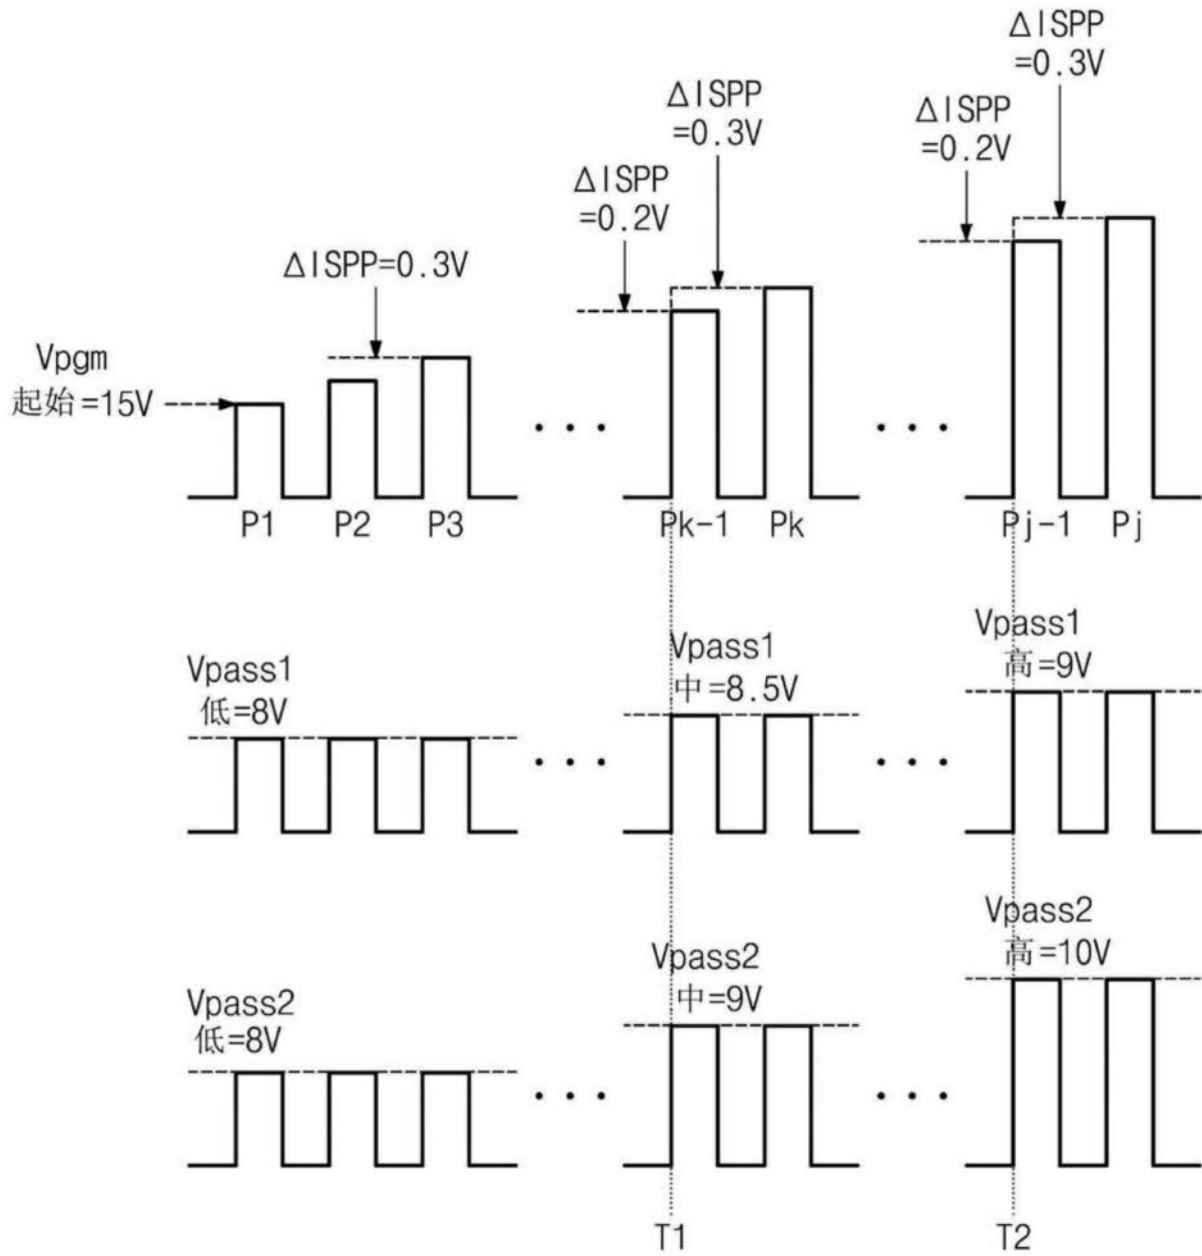 ΔISPP
=0.3V
ΔISPP
=0.3V
ΔISPP
=0.2V
ΔISPP
=0.2V
ΔISPP=0.3V
Vpgm
起始=15V
P1 P2 P3 Pk-1 Pk Pj-1 Pj
Vpass1
低=8V
Vpass1
中=8.5V
Vpass1
高=9V
Vpass2
低=8V
Vpass2
中=9V
Vpass2
高=10V
T1 T2